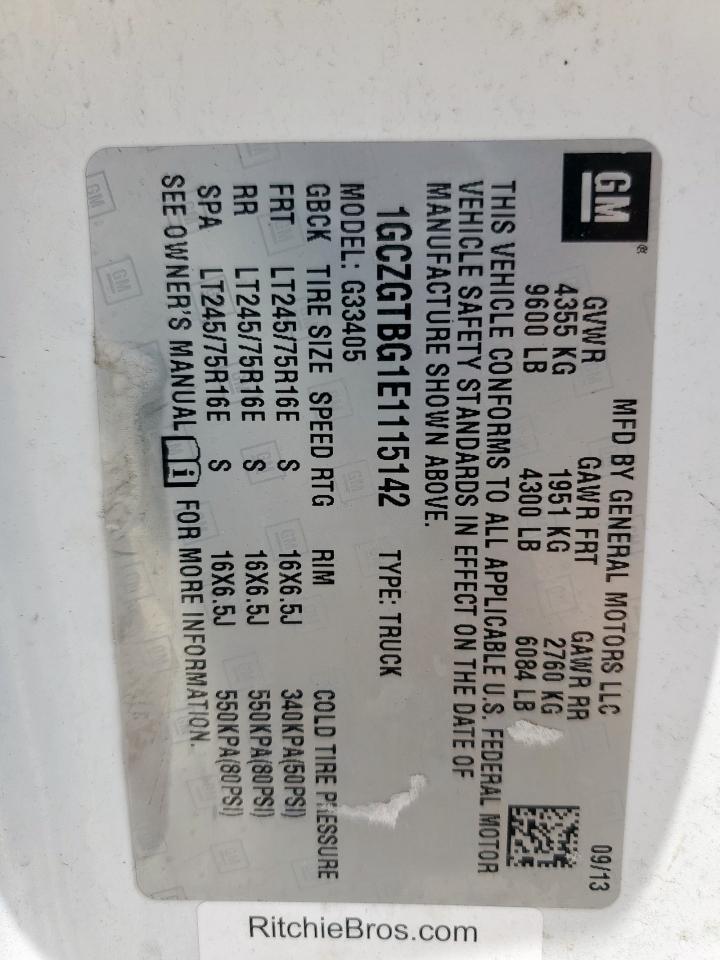 GM®
MFD BY GENERAL MOTORS LLC 09/13
GVWR GAWR FRT GAWR RR
4355 KG 1951 KG 2760 KG
9600 LB 4300 LB 6084 LB
THIS VEHICLE CONFORMS TO ALL APPLICABLE U.S. FEDERAL MOTOR
VEHICLE SAFETY STANDARDS IN EFFECT ON THE DATE OF
MANUFACTURE SHOWN ABOVE.
1GCZGTBG1E1115142 TYPE: TRUCK
MODEL: G33405
GBCK TIRE SIZE SPEED RTG RIM COLD TIRE PRESSURE
FRT LT245/75R16E S 16X6.5J 340KPA(50PSI)
RR LT245/75R16E S 16X6.5J 550KPA(80PSI)
SPA LT245/75R16E S 16X6.5J 550KPA(80PSI)
SEE OWNER'S MANUAL i FOR MORE INFORMATION.
RitchieBros.com